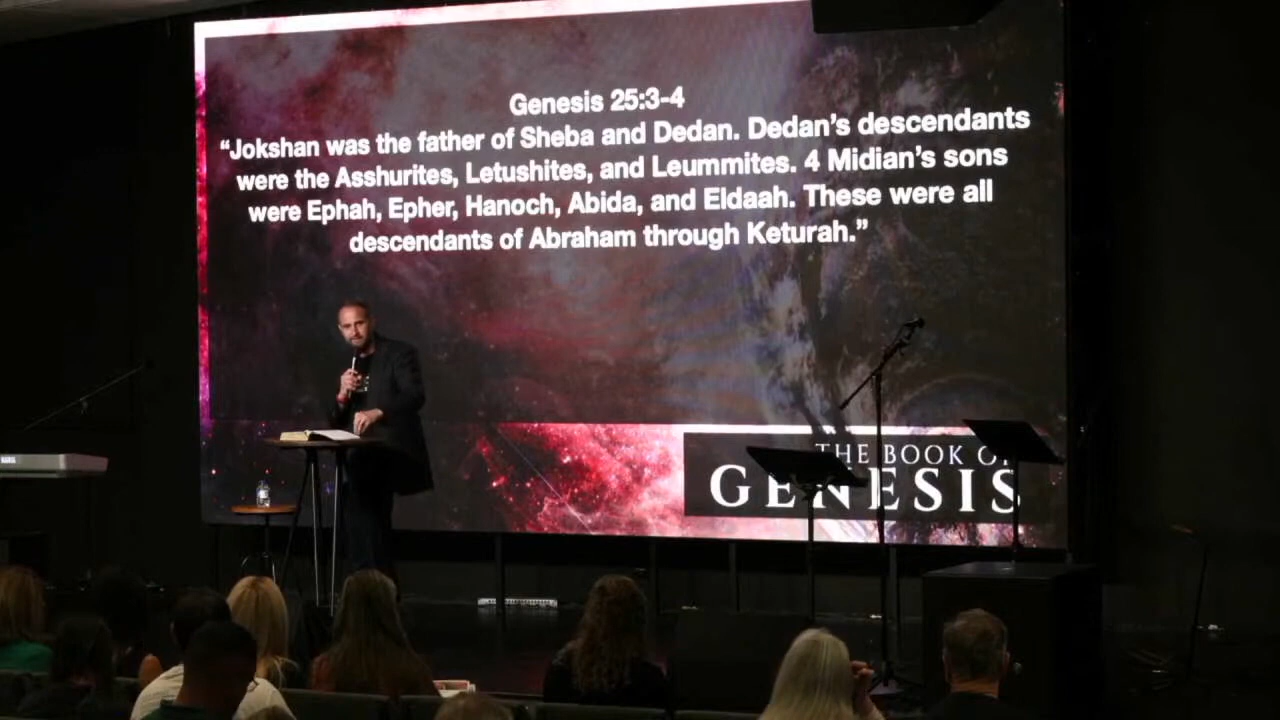 Genesis 25:3-4
“Jokshan was the father of Sheba and Dedan. Dedan’s descendants
were the Asshurites, Letushites, and Leummites. 4 Midian’s sons
were Ephah, Epher, Hanoch, Abida, and Eldaah. These were all
descendants of Abraham through Keturah.”
THE BOOK OF
GENESIS
KORG